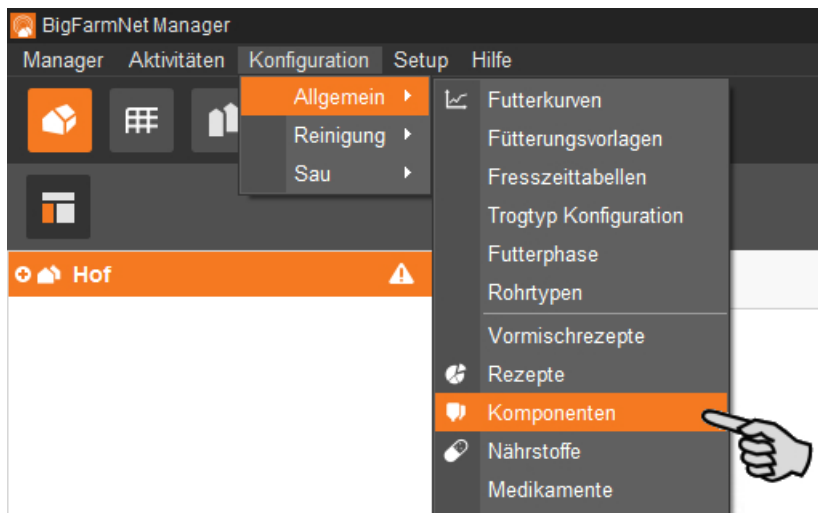 BigFarmNet Manager
Manager Aktivitäten Konfiguration Setup Hilfe
Allgemein
Reinigung
Sau
Futterkurven
Fütterungsvorlagen
Fresszeittabellen
Trogtyp Konfiguration
Futterphase
Rohrtypen
Vormischrezepte
Rezepte
Komponenten
Nährstoffe
Medikamente
Hof